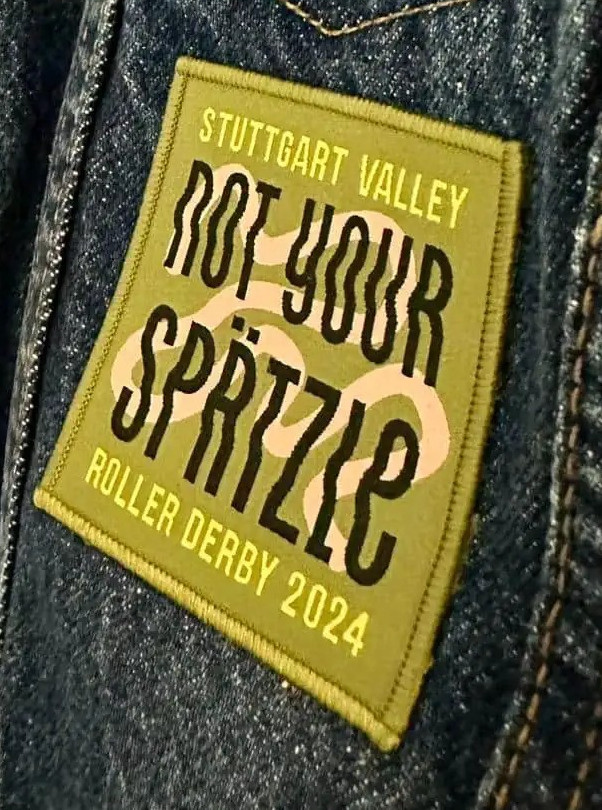 STUTTGART VALLEY
NOT YOUR
SPÄTZLE
ROLLER DERBY 2024